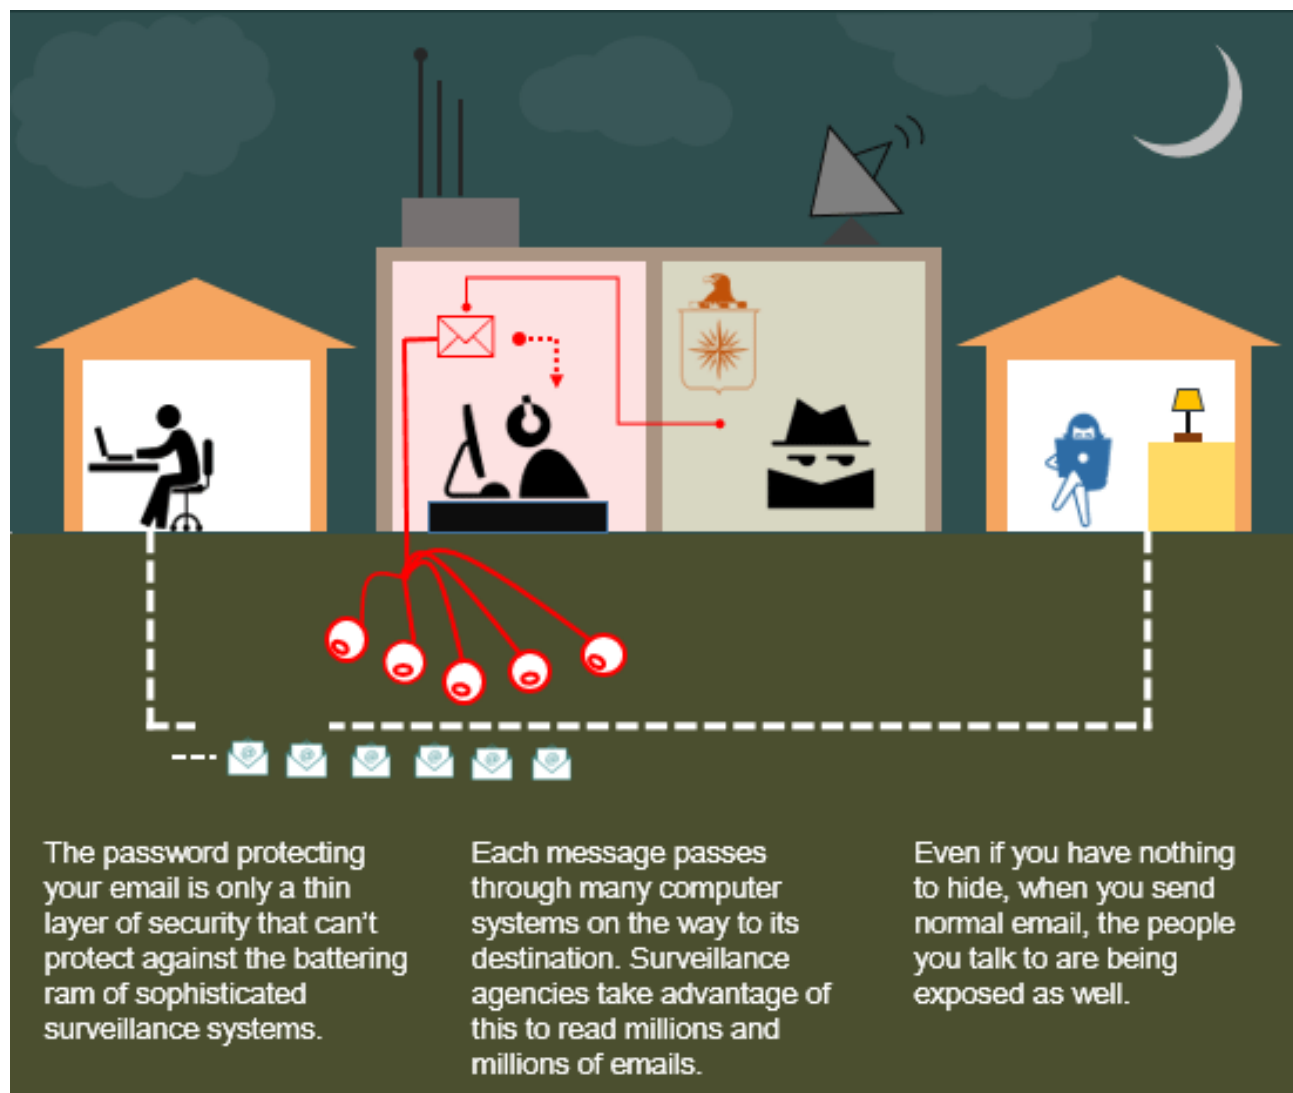 The password protecting
your email is only a thin
layer of security that can't
protect against the battering
ram of sophisticated
surveillance systems.
Each message passes
through many computer
systems on the way to its
destination. Surveillance
agencies take advantage of
this to read millions and
millions of emails.
Even if you have nothing
to hide, when you send
normal email, the people
you talk to are being
exposed as well.